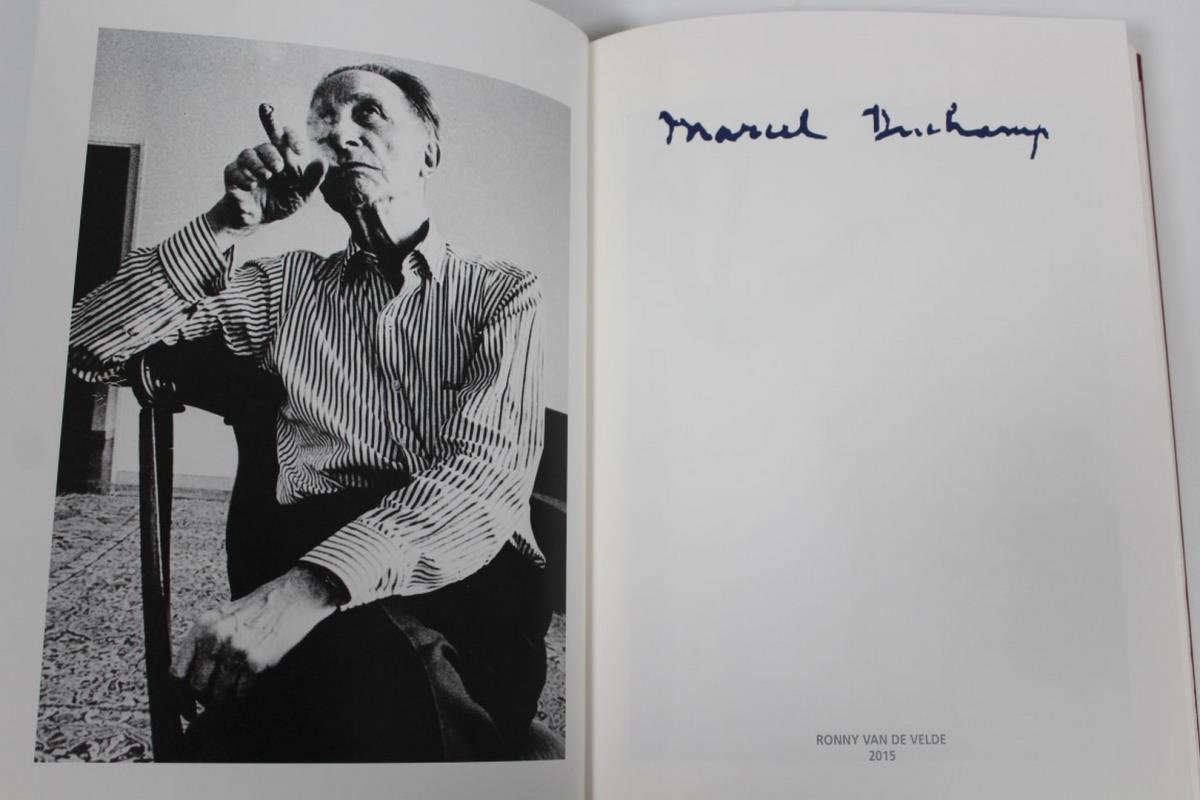 Marcel Duchamp
RONNY VAN DE VELDE
2015